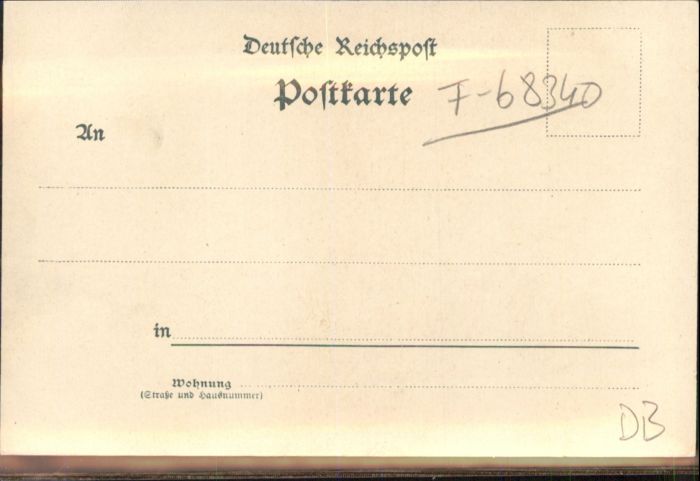 Deutsche Reichspost
Postkarte
F-68340
An
in
Wohnung
(Straße und Hausnummer)
DB